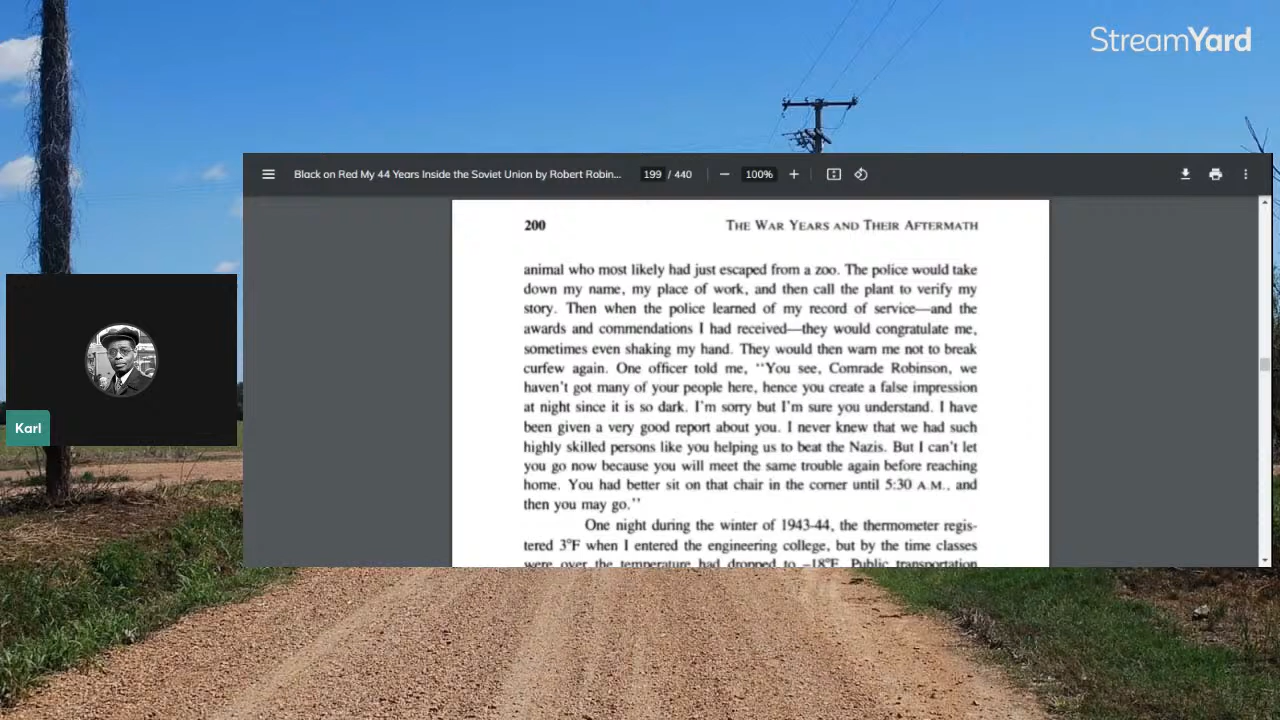 StreamYard
Black on Red My 44 Years Inside the Soviet Union by Robert Robin...
199 / 440
100%
200 THE WAR YEARS AND THEIR AFTERMATH
animal who most likely had just escaped from a zoo. The police would take
down my name, my place of work, and then call the plant to verify my
story. Then when the police learned of my record of service—and the
awards and commendations I had received—they would congratulate me,
sometimes even shaking my hand. They would then warn me not to break
curfew again. One officer told me, ‘‘You see, Comrade Robinson, we
haven't got many of your people here, hence you create a false impression
at night since it is so dark. I'm sorry but I'm sure you understand. I have
been given a very good report about you. I never knew that we had such
highly skilled persons like you helping us to beat the Nazis. But I can't let
you go now because you will meet the same trouble again before reaching
home. You had better sit on that chair in the corner until 5:30 A.M., and
then you may go.’’
One night during the winter of 1943-44, the thermometer regis-
tered 3°F when I entered the engineering college, but by the time classes
were over the temperature had dropped to –18°F. Public transportation
Karl